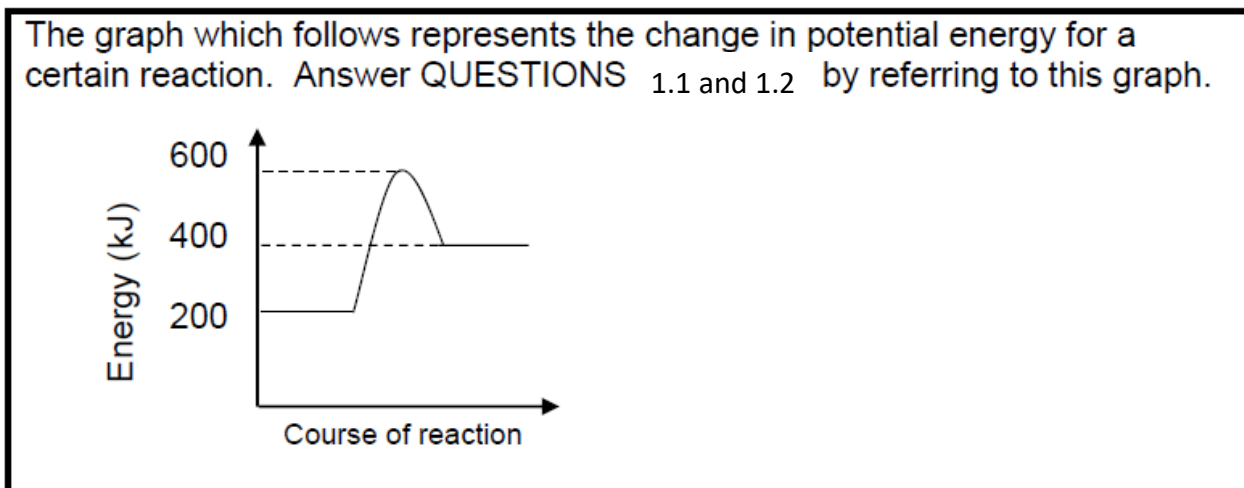 The graph which follows represents the change in potential energy for a
certain reaction. Answer QUESTIONS 1.1 and 1.2 by referring to this graph.
600
400
200
Energy (kJ)
Course of reaction